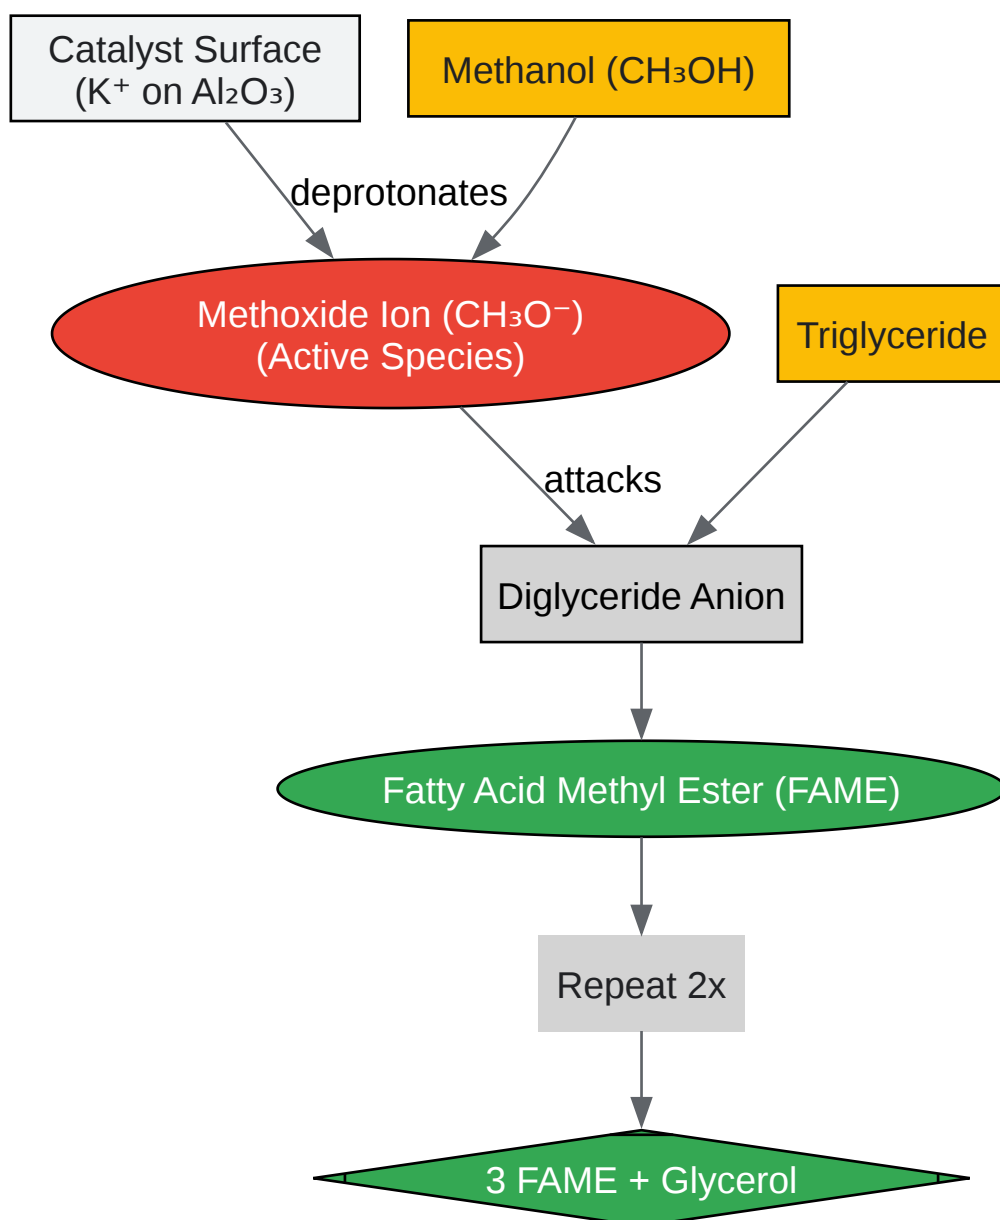 Catalyst Surface
(K⁺ on Al₂O₃)
Methanol (CH₃OH)
deprotonates
Methoxide Ion (CH₃O⁻)
(Active Species)
Triglyceride
attacks
Diglyceride Anion
Fatty Acid Methyl Ester (FAME)
Repeat 2x
3 FAME + Glycerol